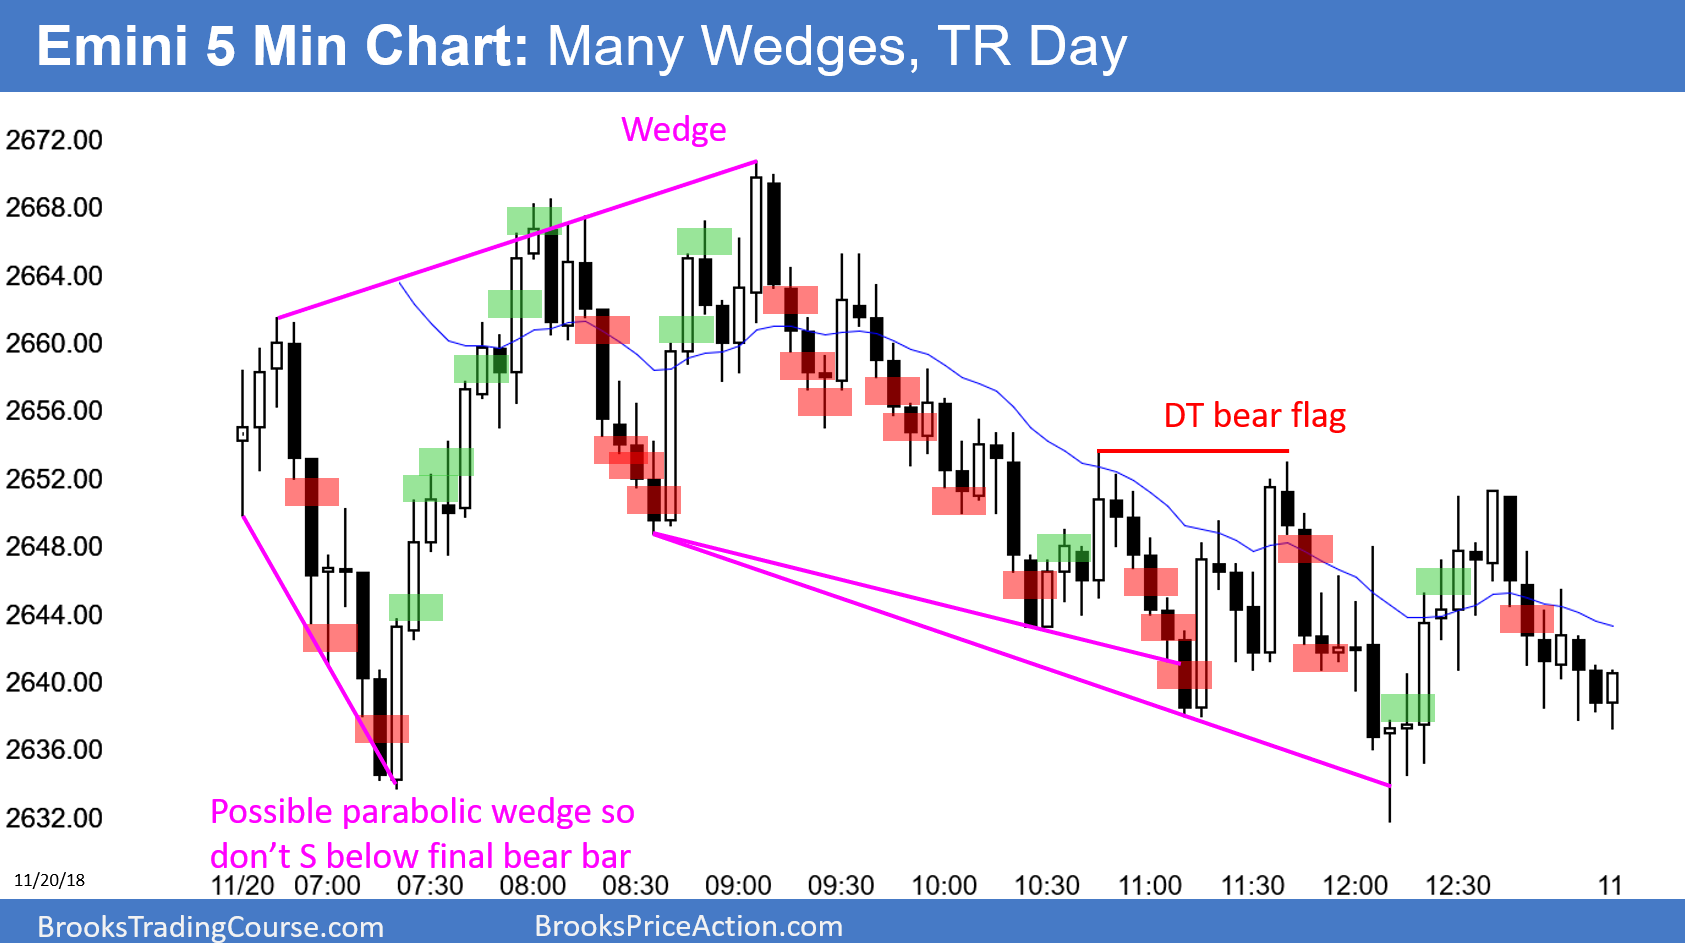 Emini 5 Min Chart: Many Wedges, TR Day
Wedge
2672.00
2668.00
2664.00
2660.00
2656.00
DT bear flag
2652.00
2648.00
2644.00
2640.00
2636.00
2632.00
Possible parabolic wedge so
don't S below final bear bar
11/20/18
11/20 07:00 07:30 08:00 08:30 09:00 09:30 10:00 10:30 11:00 11:30 12:00 12:30 11
BrooksTradingCourse.com BrooksPriceAction.com